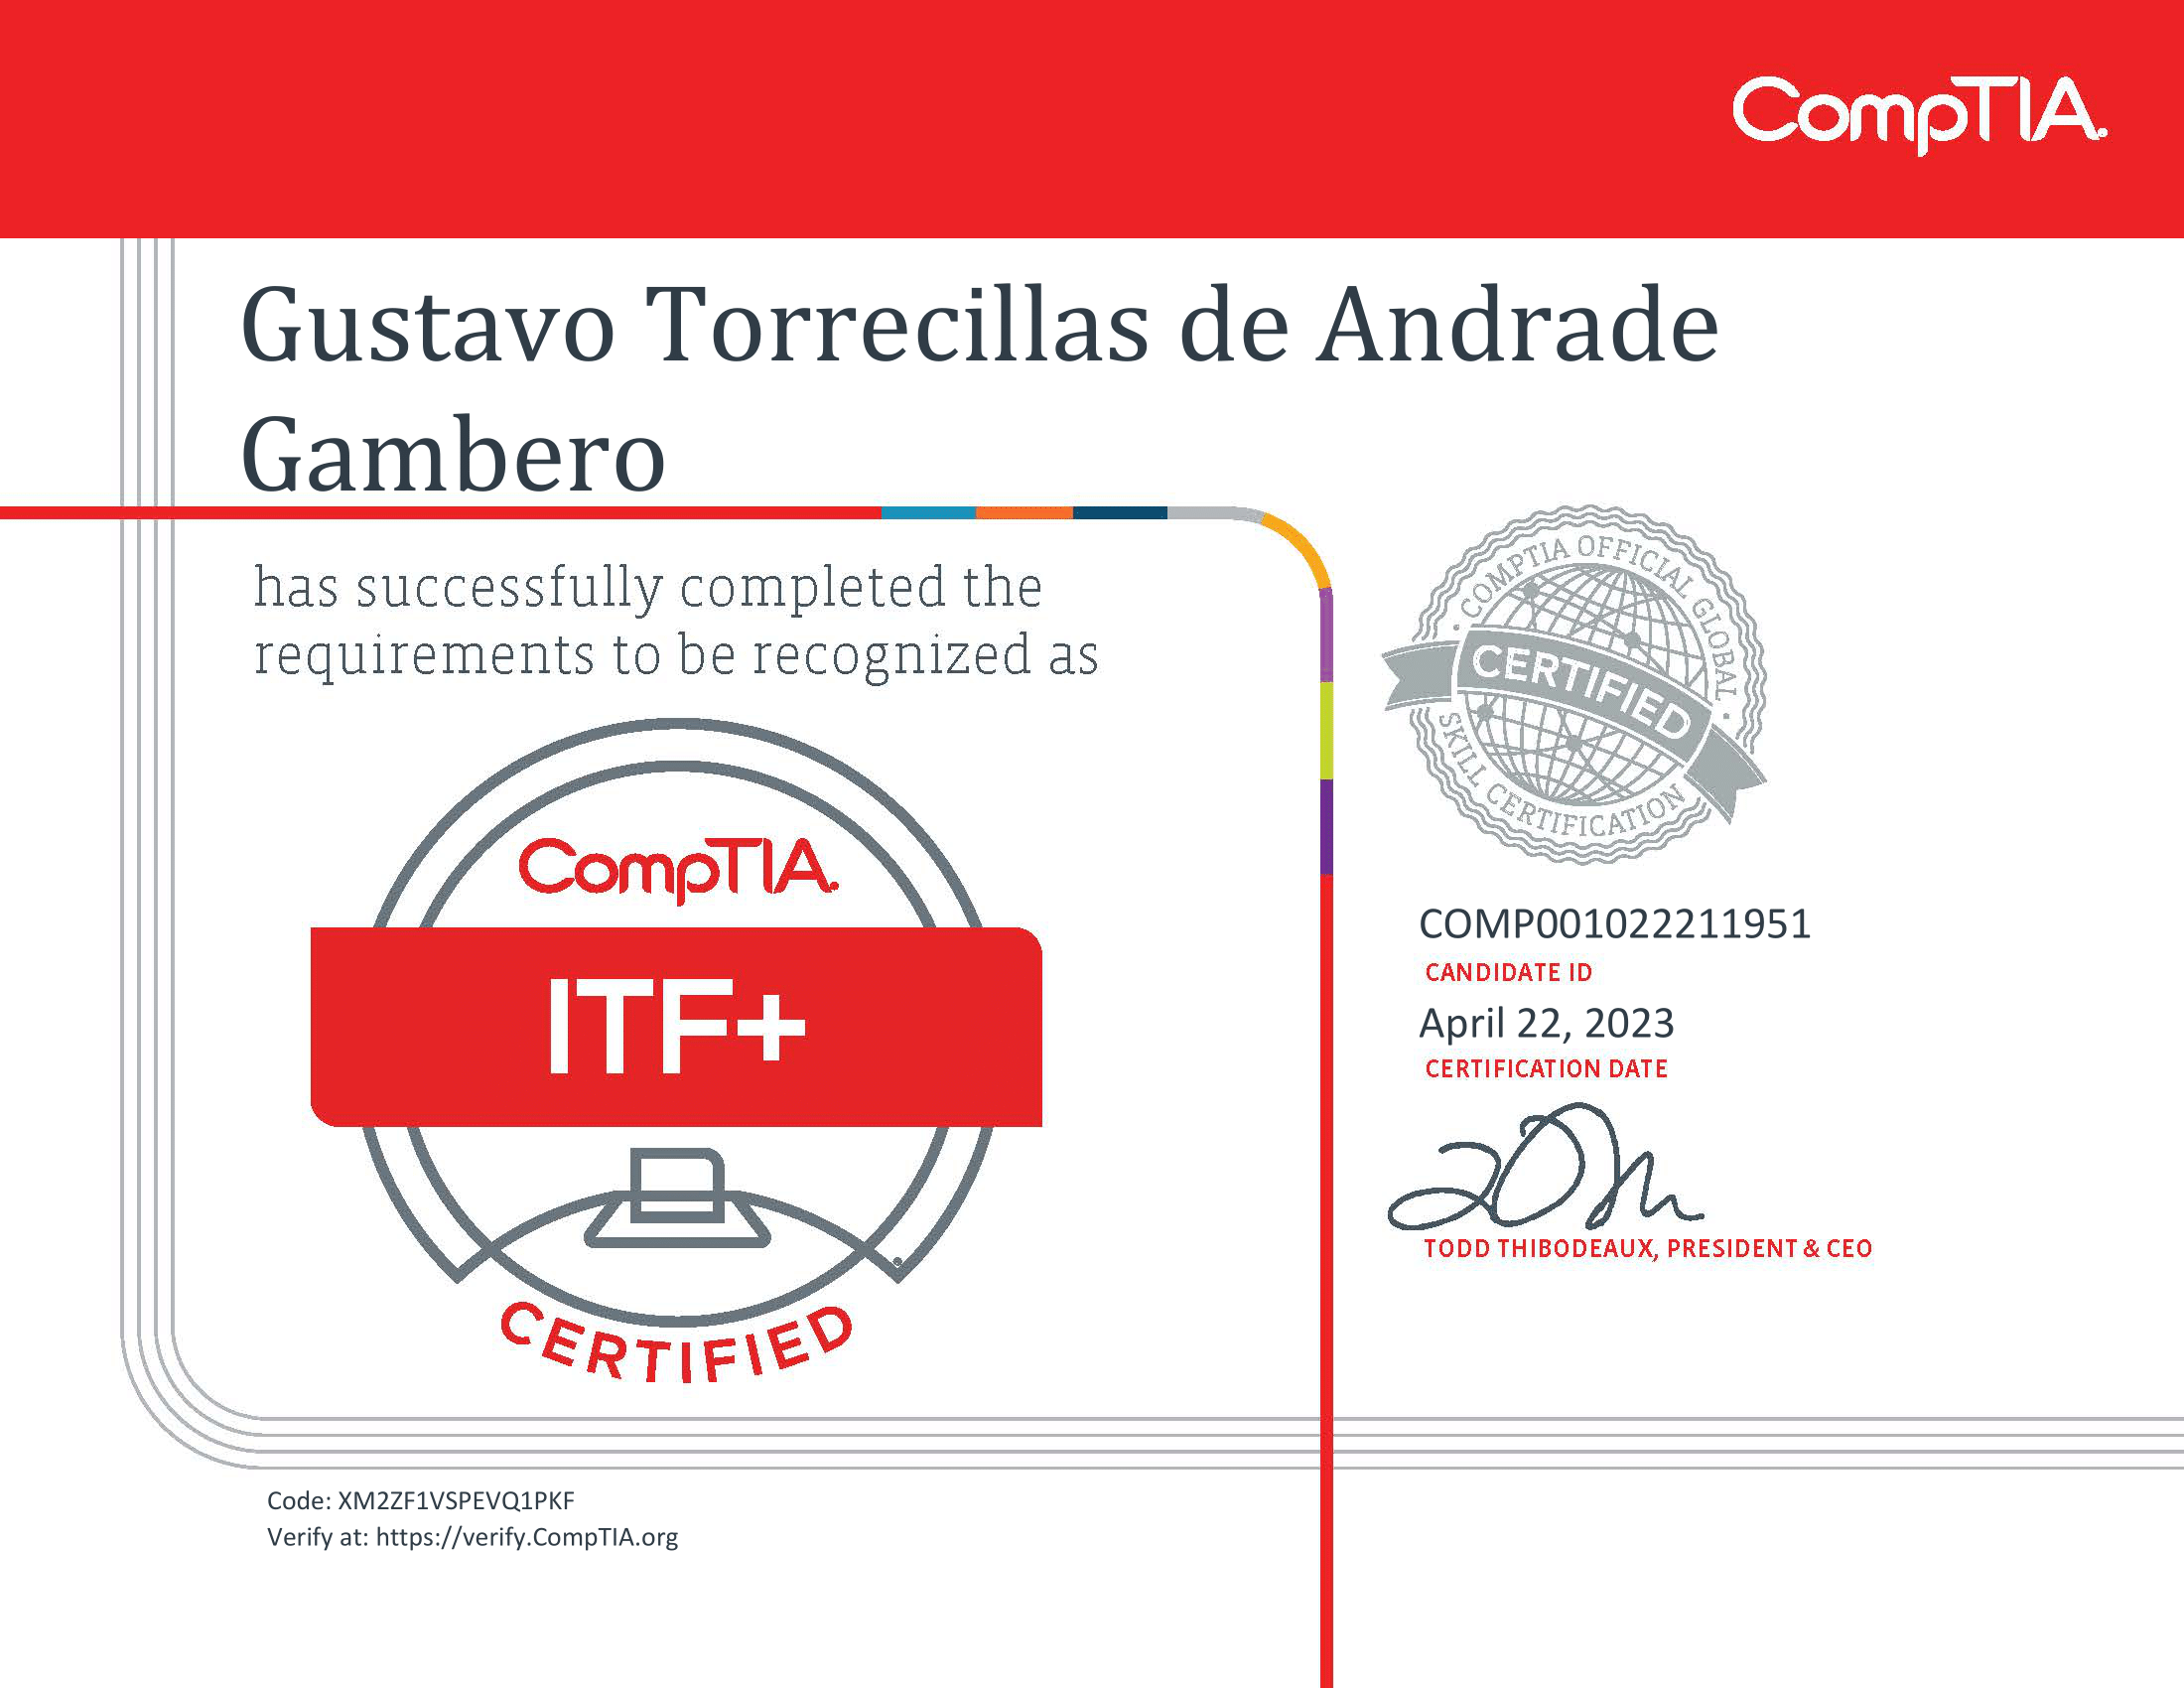 CompTIA.
Gustavo Torrecillas de Andrade
Gambero
has successfully completed the
requirements to be recognized as
CompTIA.
ITF+
CERTIFIED
• COMPTIA OFFICIAL GLOBAL •
SKILL CERTIFICATION
CERTIFIED
COMP001022211951
CANDIDATE ID
April 22, 2023
CERTIFICATION DATE
TODD THIBODEAUX, PRESIDENT & CEO
Code: XM2ZF1VSPEVQ1PKF
Verify at: https://verify.CompTIA.org